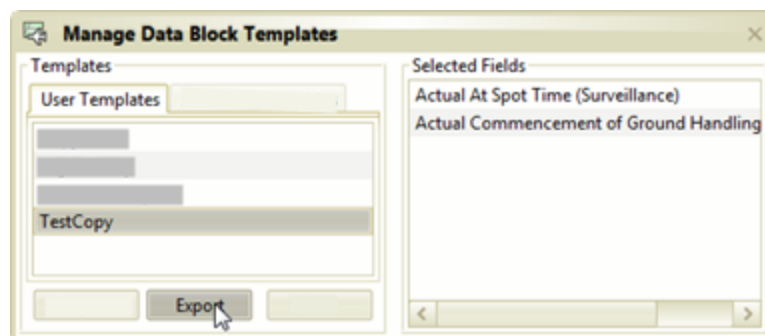 Manage Data Block Templates
Templates
User Templates
TestCopy
Export
Selected Fields
Actual At Spot Time (Surveillance)
Actual Commencement of Ground Handling